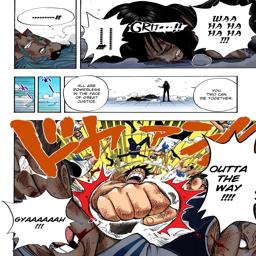 WAA
HA HA
HA HA
!!!
GRIT...!!
!!!
..........!!
YOU
TWO CAN
DIE TOGETHER.
ALL ARE
POWERLESS
IN THE FACE
OF GREAT
JUSTICE.
OUTTA
THE
WAY
!!!!
GYAAAAAAH
!!!